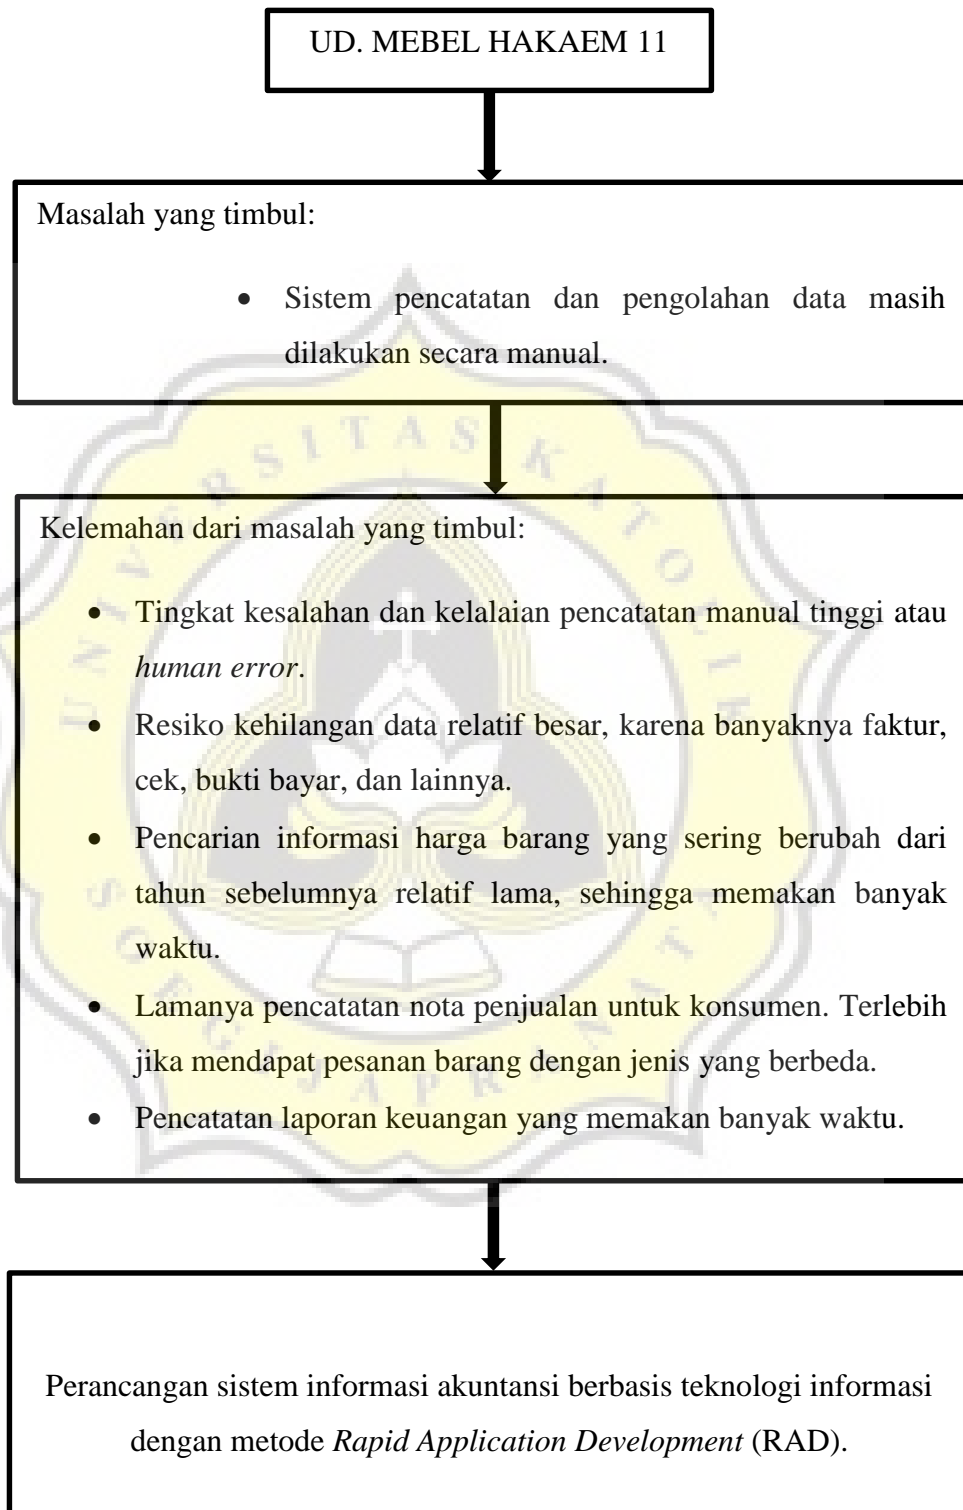 UD. MEBEL HAKAEM 11
Masalah yang timbul:
• Sistem pencatatan dan pengolahan data masih
dilakukan secara manual.
UNIVERSITAS KATOLIK
Kelemahan dari masalah yang timbul:
• Tingkat kesalahan dan kelalaian pencatatan manual tinggi atau
human error.
• Resiko kehilangan data relatif besar, karena banyaknya faktur,
cek, bukti bayar, dan lainnya.
• Pencarian informasi harga barang yang sering berubah dari
tahun sebelumnya relatif lama, sehingga memakan banyak
waktu.
• Lamanya pencatatan nota penjualan untuk konsumen. Terlebih
jika mendapat pesanan barang dengan jenis yang berbeda.
• Pencatatan laporan keuangan yang memakan banyak waktu.
SOEGIJAPRANATA
Perancangan sistem informasi akuntansi berbasis teknologi informasi
dengan metode Rapid Application Development (RAD).